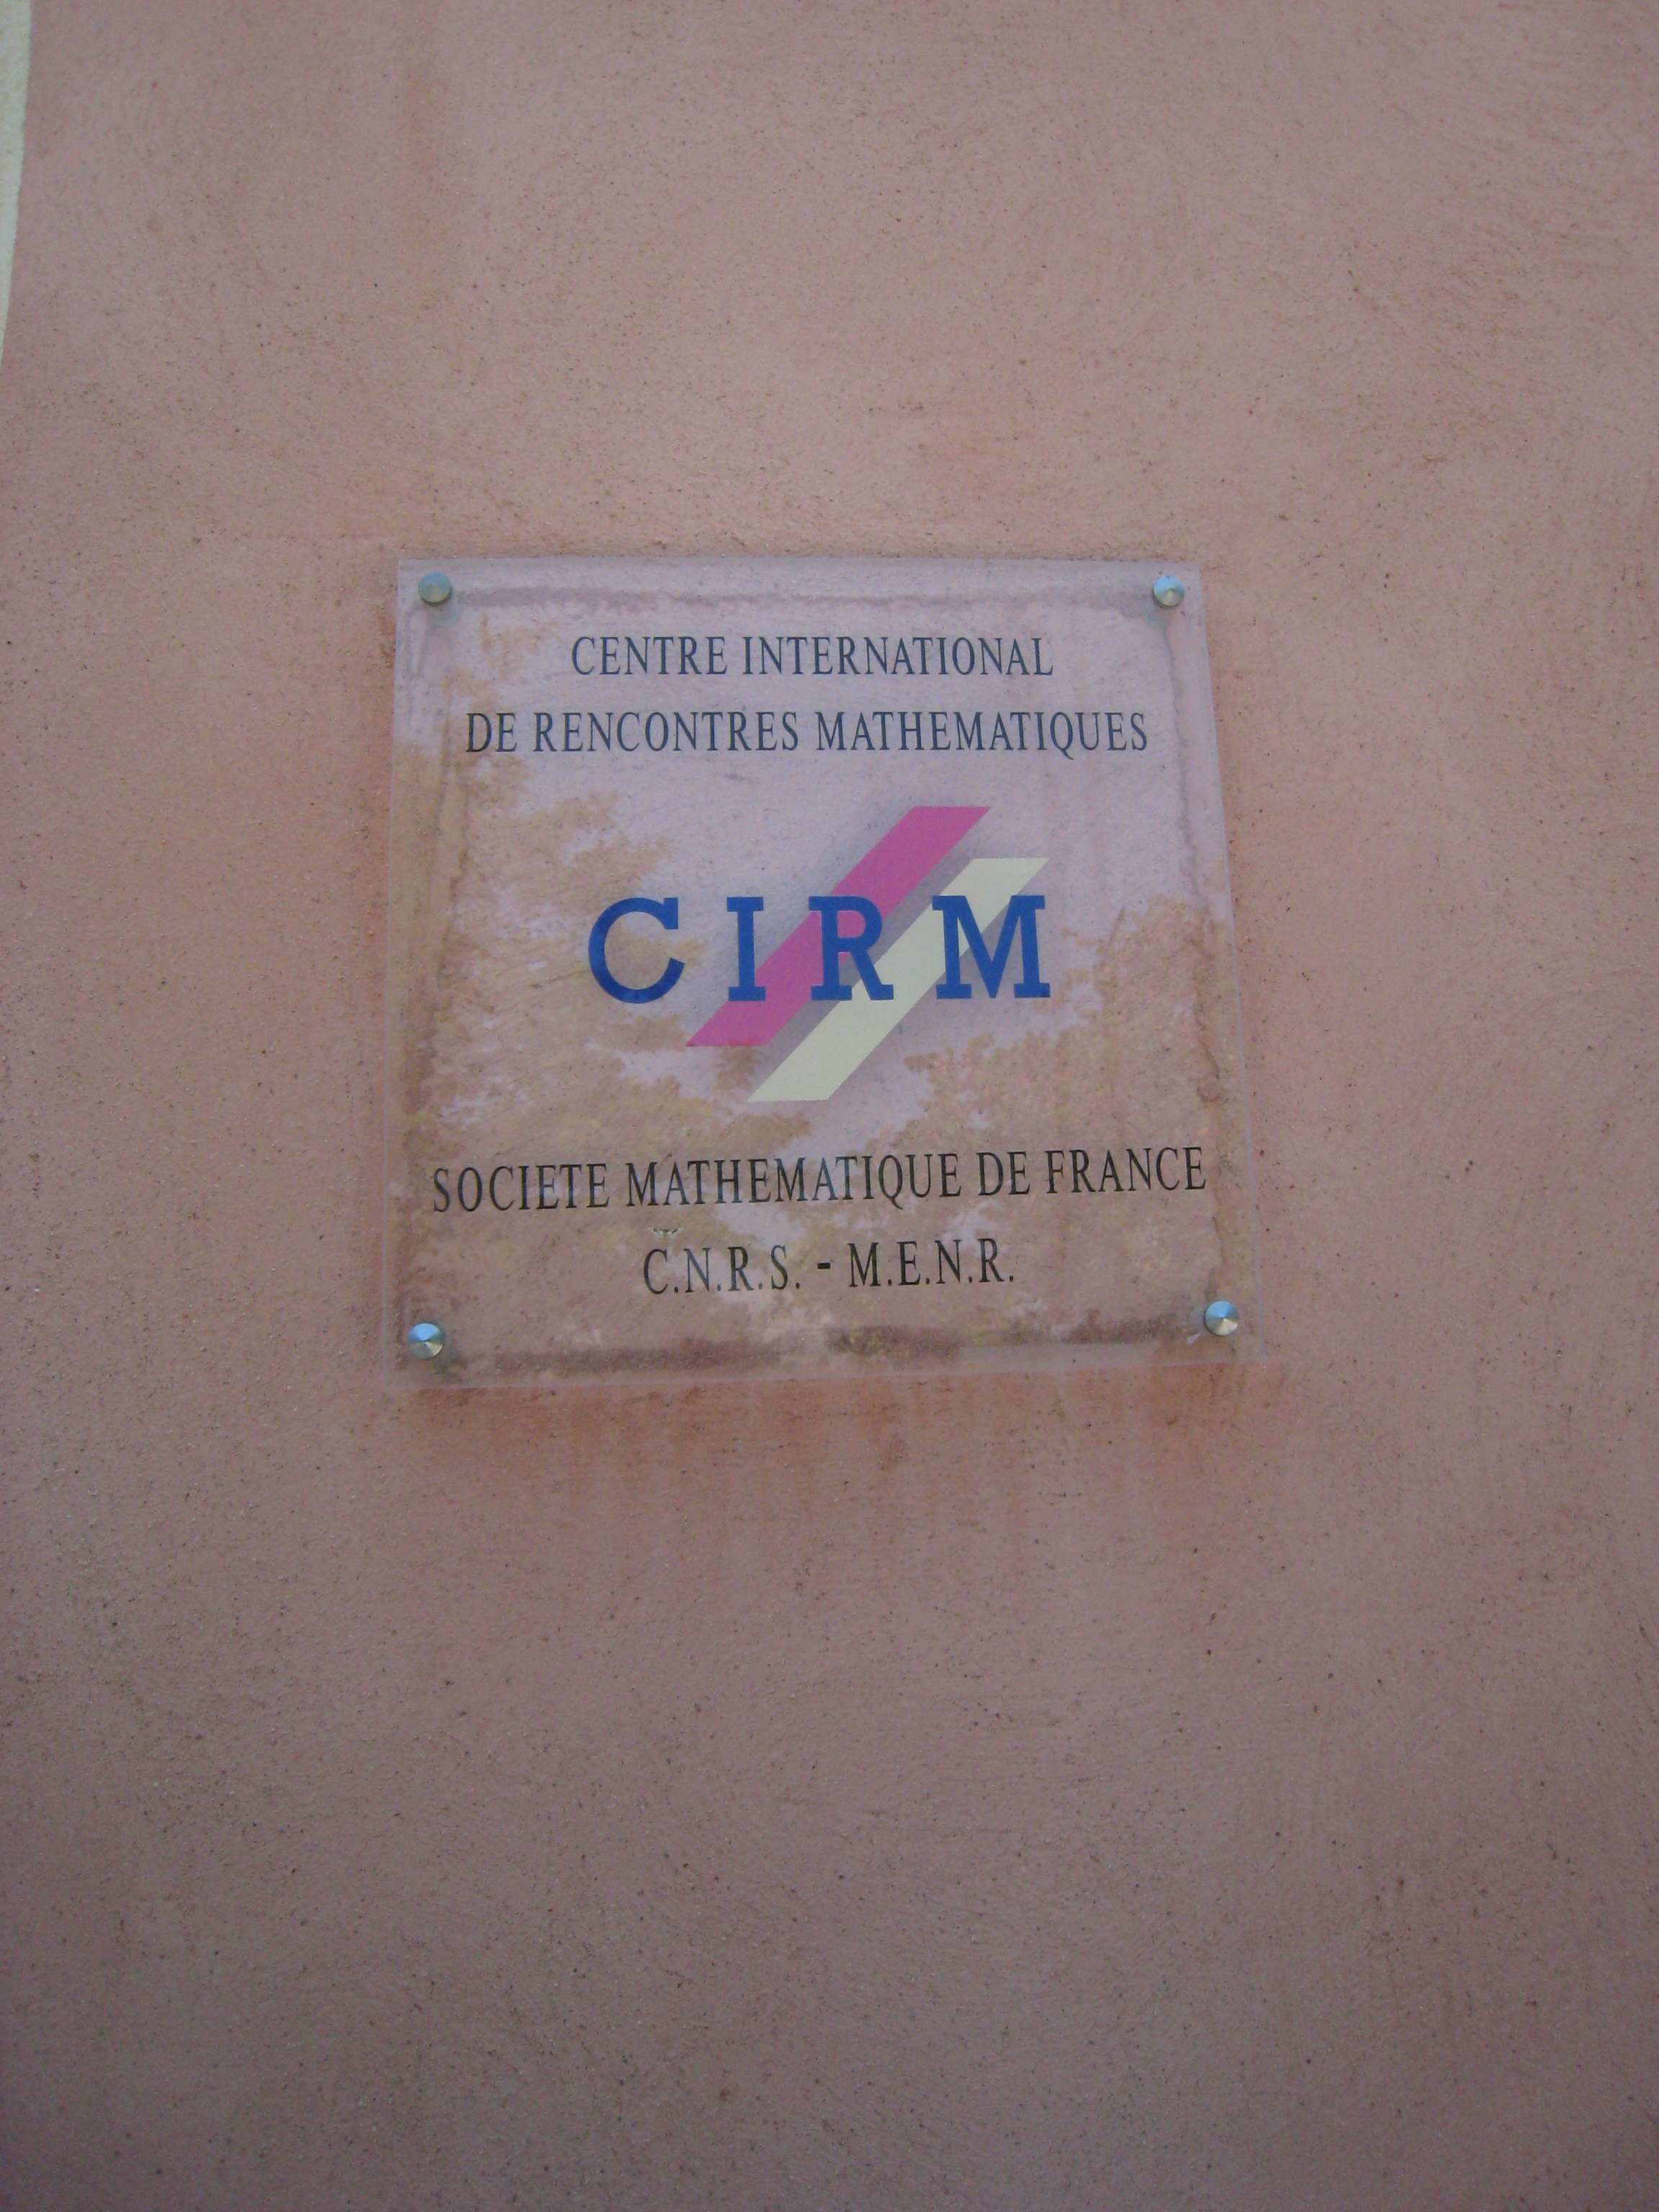 CENTRE INTERNATIONAL
DE RENCONTRES MATHEMATIQUES
CIRM
SOCIETE MATHEMATIQUE DE FRANCE
C.N.R.S. - M.E.N.R.